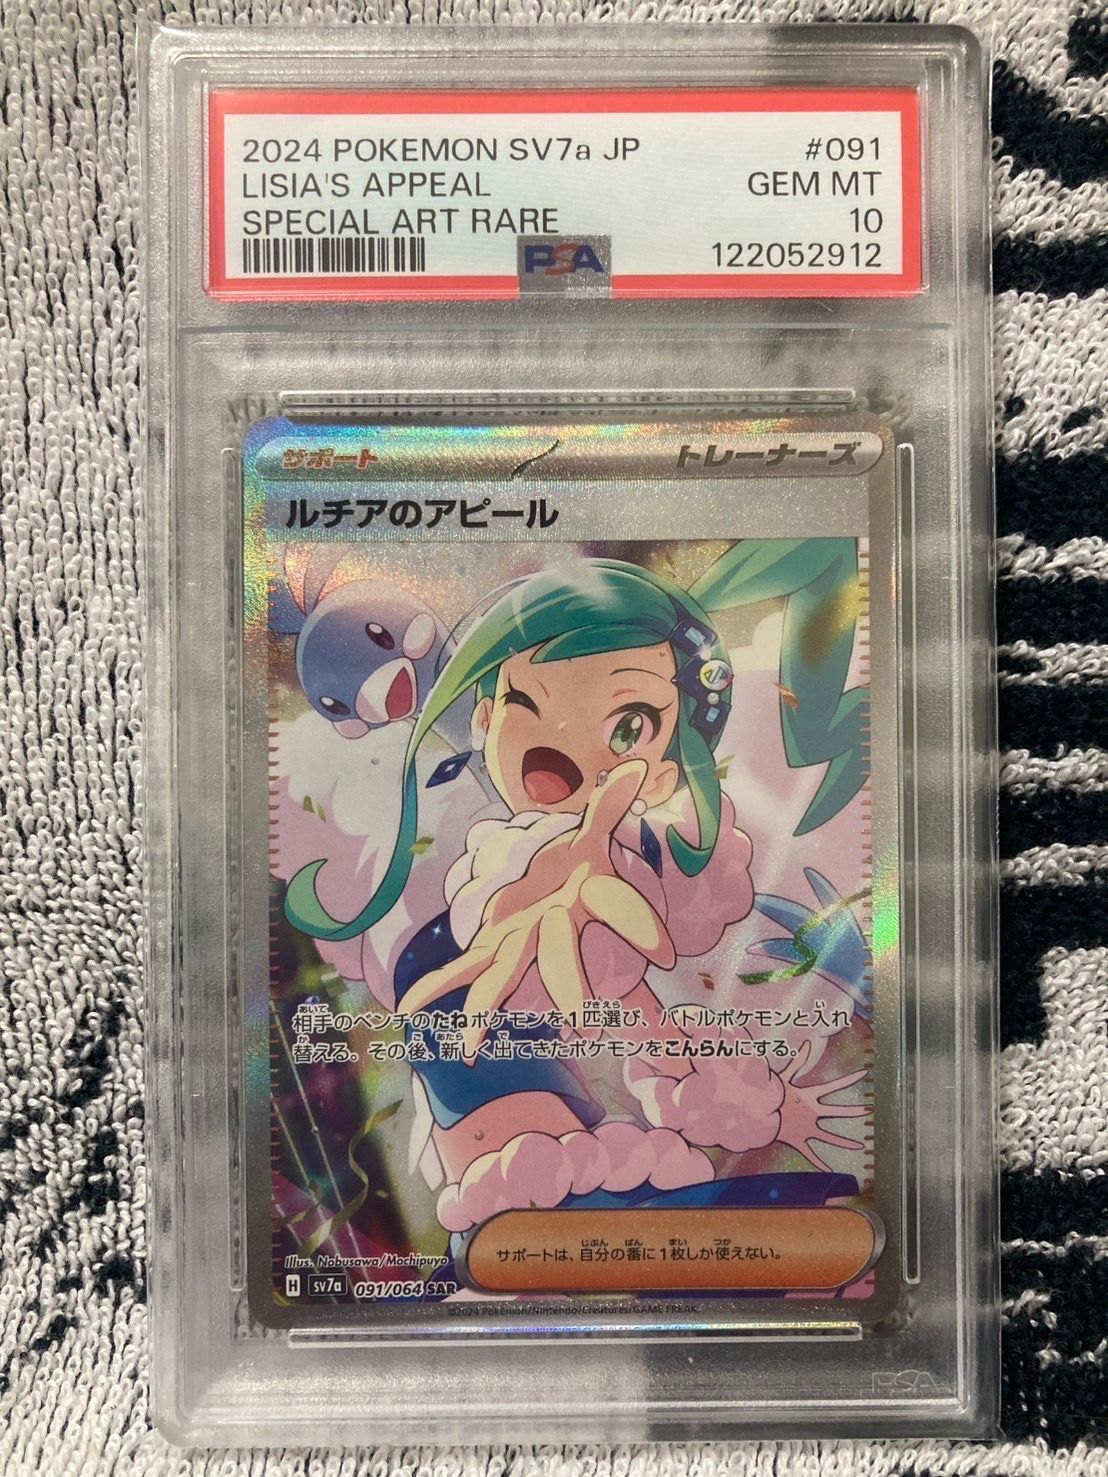 2024 POKEMON SV7a JP #091
LISIA'S APPEAL GEM MT
SPECIAL ART RARE 10
PSA 122052912
サポート トレーナーズ
ルチアのアピール
相手のベンチのたねポケモンを1匹選び、バトルポケモンと入れ
替える。その後、新しく出てきたポケモンをこんらんにする。
サポートは、自分の番に1枚しか使えない。
Illus. Nobusawa/Mochipuyo
H sv7a 091/064 SAR
©2024 Pokémon/Nintendo/Creatures/GAME FREAK.
PSA